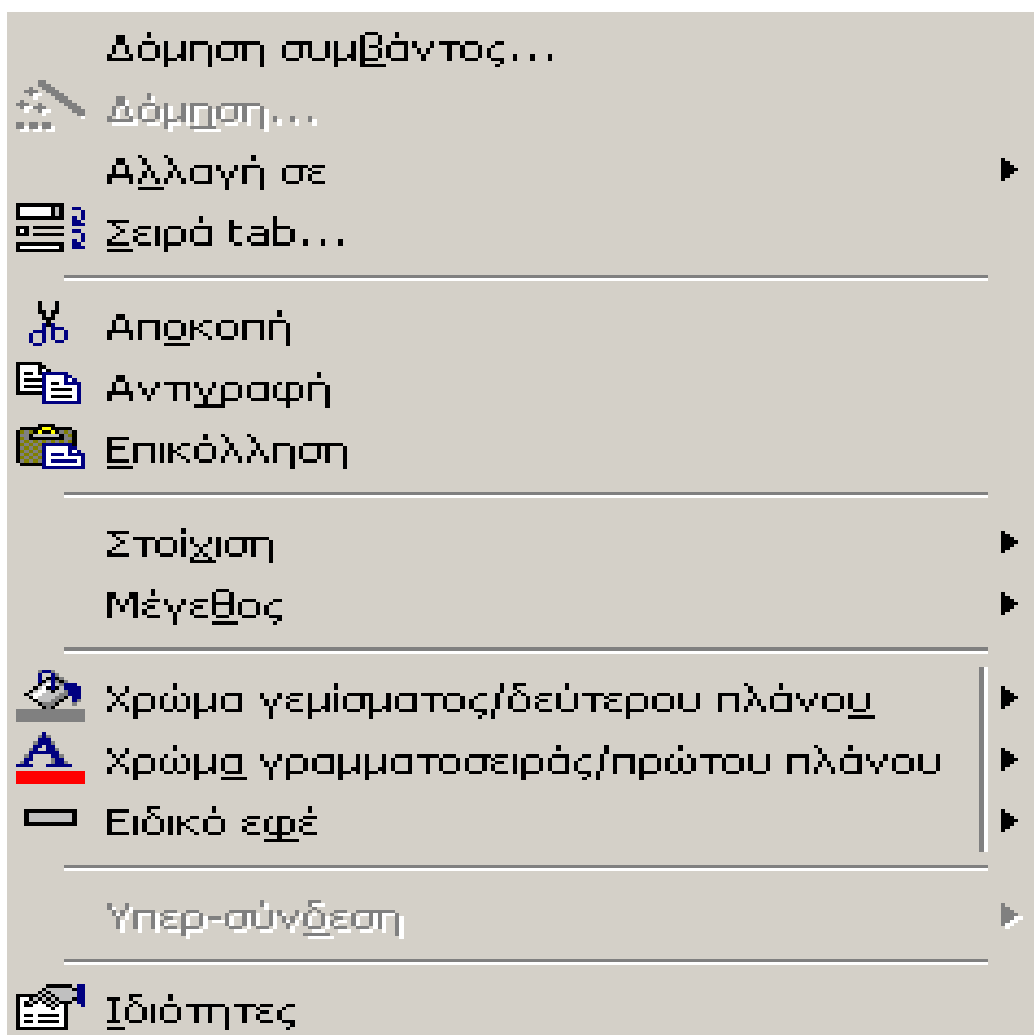 Δόμηση συμβάντος...
Δόμηση...
Αλλαγή σε
Σειρά tab...
Αποκοπή
Αντιγραφή
Επικόλληση
Στοίχιση
Μέγεθος
Χρώμα γεμίσματος/δεύτερου πλάνου
Χρώμα γραμματοσειράς/πρώτου πλάνου
Ειδικό εφέ
Υπερ-σύνδεση
Ιδιότητες